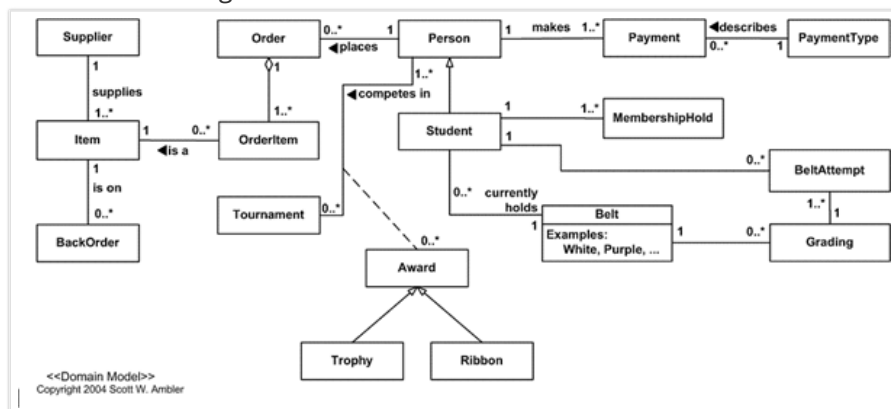 Supplier
1
supplies
1..*
Item
1
is on
0..*
BackOrder
1
0..*
◀is a
Order
1
1..*
OrderItem
0..*
1
◀places
Person
1..*
◀competes in
Tournament
0..*
1
makes
1..*
Payment
◀describes
0..*
1
PaymentType
Student
1
1..*
MembershipHold
1
0..*
BeltAttempt
1..*
1
Grading
0..*
currently
holds
1
Belt
Examples:
White, Purple, ...
1
0..*
0..*
Award
Trophy
Ribbon
<<Domain Model>>
Copyright 2004 Scott W. Ambler